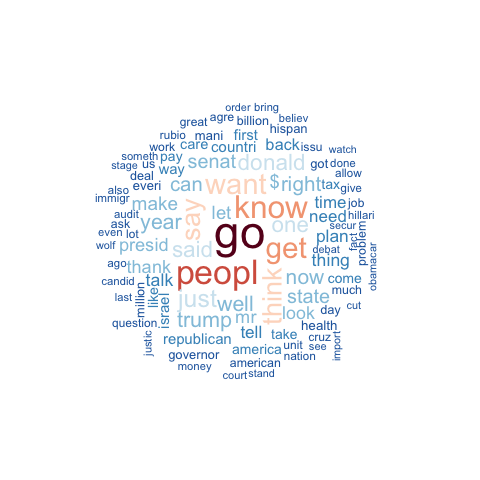 order bring
great agre billion believ
rubio mani first hispan
work care countri back issu watch
someth pay senat donald got done
stage us way allow
deal can want $ right tax give
everi
immigr also make let know time job
audit year say one need hillari
ask secur
even lot go plan fact problem
wolf presid said get debat obamacar
ago thank peopl thing
candid talk think now come
last million like just well state much
israel look day cut
question trump mr health
justic republican tell take cruz import
governor america unit see
money american nation
court stand